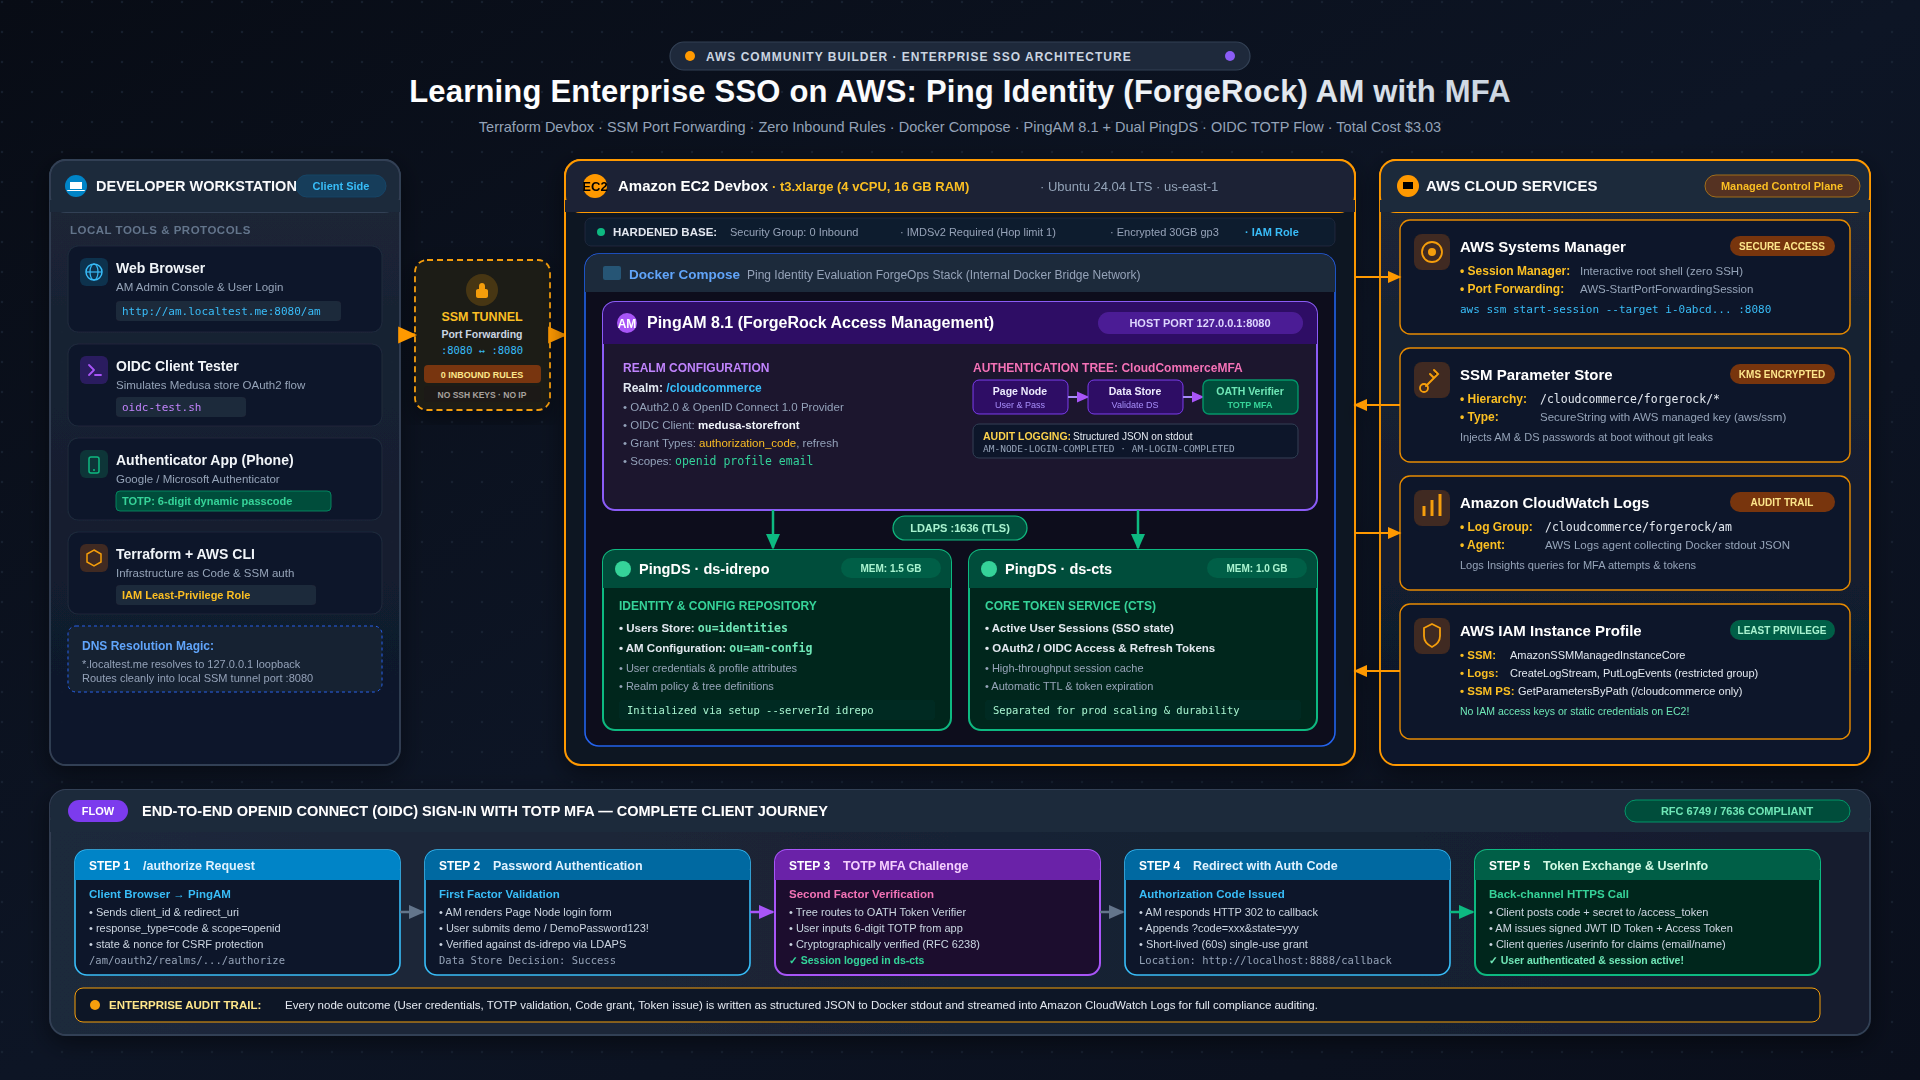 AWS COMMUNITY BUILDER · ENTERPRISE SSO ARCHITECTURE
Learning Enterprise SSO on AWS: Ping Identity (ForgeRock) AM with MFA
Terraform Devbox · SSM Port Forwarding · Zero Inbound Rules · Docker Compose · PingAM 8.1 + Dual PingDS · OIDC TOTP Flow · Total Cost $3.03
DEVELOPER WORKSTATION
Client Side
LOCAL TOOLS & PROTOCOLS
Web Browser
AM Admin Console & User Login
http://am.localtest.me:8080/am
OIDC Client Tester
Simulates Medusa store OAuth2 flow
oidc-test.sh
Authenticator App (Phone)
Google / Microsoft Authenticator
TOTP: 6-digit dynamic passcode
Terraform + AWS CLI
Infrastructure as Code & SSM auth
IAM Least-Privilege Role
DNS Resolution Magic:
*.localtest.me resolves to 127.0.0.1 loopback
Routes cleanly into local SSM tunnel port :8080
SSM TUNNEL
Port Forwarding
:8080 ↔ :8080
0 INBOUND RULES
NO SSH KEYS · NO IP
EC2
Amazon EC2 Devbox · t3.xlarge (4 vCPU, 16 GB RAM) · Ubuntu 24.04 LTS · us-east-1
HARDENED BASE: Security Group: 0 Inbound · IMDSv2 Required (Hop limit 1) · Encrypted 30GB gp3 · IAM Role
Docker Compose Ping Identity Evaluation ForgeOps Stack (Internal Docker Bridge Network)
AM
PingAM 8.1 (ForgeRock Access Management)
HOST PORT 127.0.0.1:8080
REALM CONFIGURATION
Realm: /cloudcommerce
• OAuth2.0 & OpenID Connect 1.0 Provider
• OIDC Client: medusa-storefront
• Grant Types: authorization_code, refresh
• Scopes: openid profile email
AUTHENTICATION TREE: CloudCommerceMFA
Page Node
User & Pass
Data Store
Validate DS
OATH Verifier
TOTP MFA
AUDIT LOGGING: Structured JSON on stdout
AM-NODE-LOGIN-COMPLETED · AM-LOGIN-COMPLETED
LDAPS :1636 (TLS)
PingDS · ds-idrepo
MEM: 1.5 GB
IDENTITY & CONFIG REPOSITORY
• Users Store: ou=identities
• AM Configuration: ou=am-config
• User credentials & profile attributes
• Realm policy & tree definitions
Initialized via setup --serverId idrepo
PingDS · ds-cts
MEM: 1.0 GB
CORE TOKEN SERVICE (CTS)
• Active User Sessions (SSO state)
• OAuth2 / OIDC Access & Refresh Tokens
• High-throughput session cache
• Automatic TTL & token expiration
Separated for prod scaling & durability
AWS CLOUD SERVICES
Managed Control Plane
AWS Systems Manager
SECURE ACCESS
• Session Manager: Interactive root shell (zero SSH)
• Port Forwarding: AWS-StartPortForwardingSession
aws ssm start-session --target i-0abcd... :8080
SSM Parameter Store
KMS ENCRYPTED
• Hierarchy: /cloudcommerce/forgerock/*
• Type: SecureString with AWS managed key (aws/ssm)
Injects AM & DS passwords at boot without git leaks
Amazon CloudWatch Logs
AUDIT TRAIL
• Log Group: /cloudcommerce/forgerock/am
• Agent: AWS Logs agent collecting Docker stdout JSON
Logs Insights queries for MFA attempts & tokens
AWS IAM Instance Profile
LEAST PRIVILEGE
• SSM: AmazonSSMManagedInstanceCore
• Logs: CreateLogStream, PutLogEvents (restricted group)
• SSM PS: GetParametersByPath (/cloudcommerce only)
No IAM access keys or static credentials on EC2!
FLOW
END-TO-END OPENID CONNECT (OIDC) SIGN-IN WITH TOTP MFA — COMPLETE CLIENT JOURNEY
RFC 6749 / 7636 COMPLIANT
STEP 1 /authorize Request
Client Browser → PingAM
• Sends client_id & redirect_uri
• response_type=code & scope=openid
• state & nonce for CSRF protection
/am/oauth2/realms/.../authorize
STEP 2 Password Authentication
First Factor Validation
• AM renders Page Node login form
• User submits demo / DemoPassword123!
• Verified against ds-idrepo via LDAPS
Data Store Decision: Success
STEP 3 TOTP MFA Challenge
Second Factor Verification
• Tree routes to OATH Token Verifier
• User inputs 6-digit TOTP from app
• Cryptographically verified (RFC 6238)
✓ Session logged in ds-cts
STEP 4 Redirect with Auth Code
Authorization Code Issued
• AM responds HTTP 302 to callback
• Appends ?code=xxx&state=yyy
• Short-lived (60s) single-use grant
Location: http://localhost:8888/callback
STEP 5 Token Exchange & UserInfo
Back-channel HTTPS Call
• Client posts code + secret to /access_token
• AM issues signed JWT ID Token + Access Token
• Client queries /userinfo for claims (email/name)
✓ User authenticated & session active!
ENTERPRISE AUDIT TRAIL: Every node outcome (User credentials, TOTP validation, Code grant, Token issue) is written as structured JSON to Docker stdout and streamed into Amazon CloudWatch Logs for full compliance auditing.